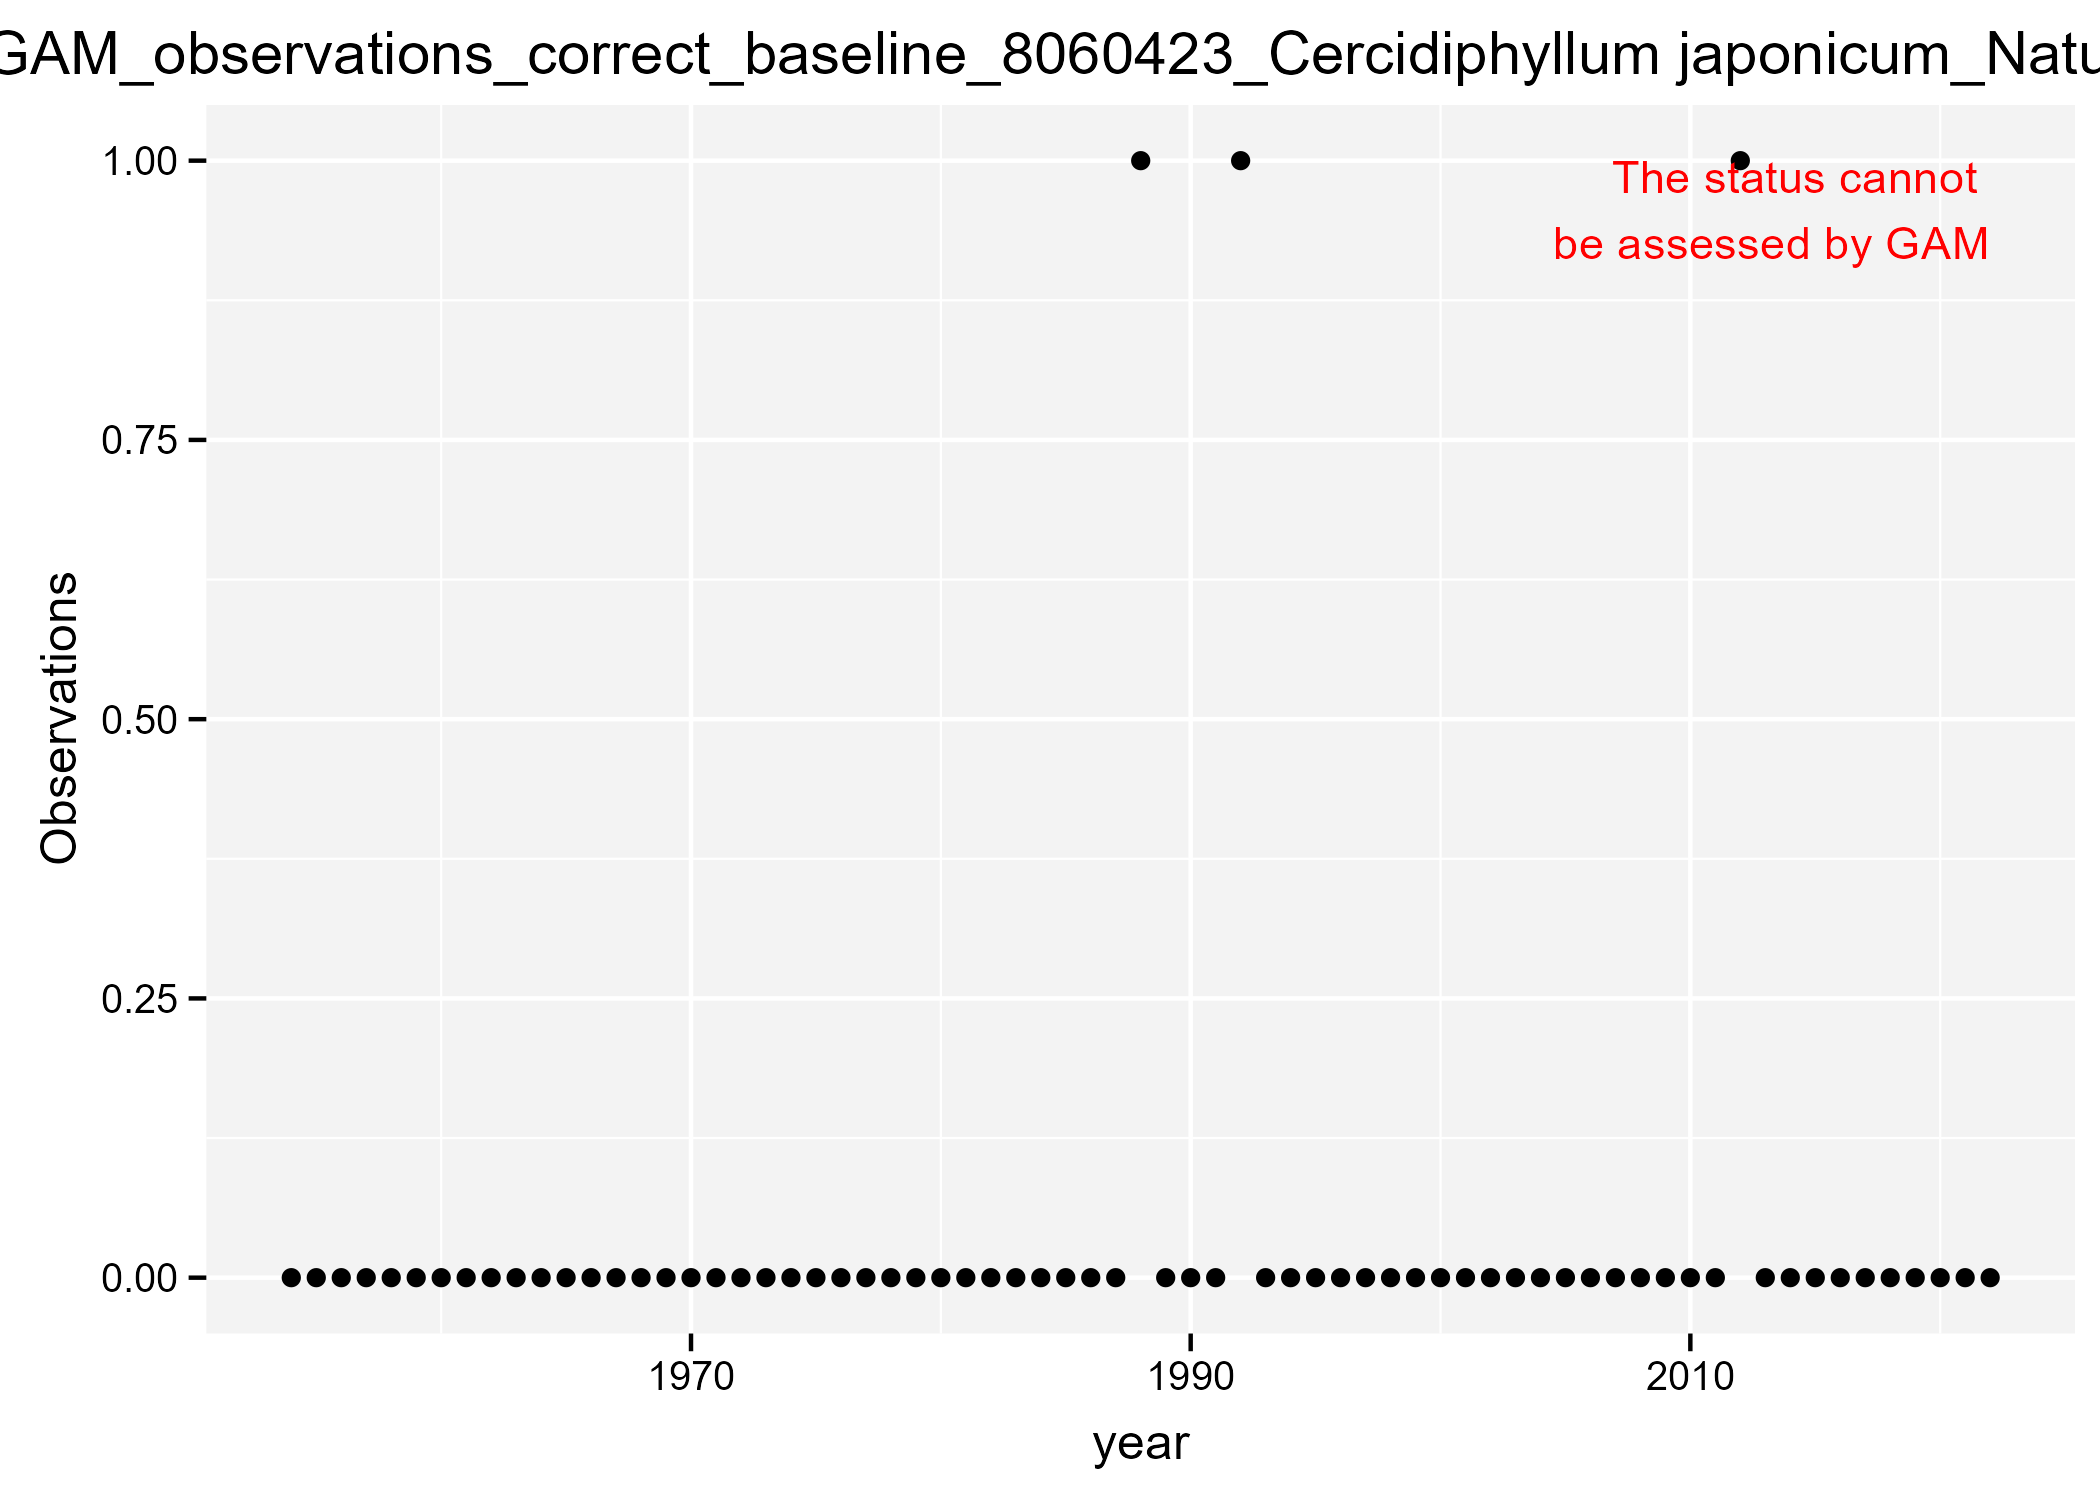 GAM_observations_correct_baseline_8060423_Cercidiphyllum japonicum_Natu
1.00
The status cannot
be assessed by GAM
0.75
Observations
0.50
0.25
0.00
1970
1990
2010
year